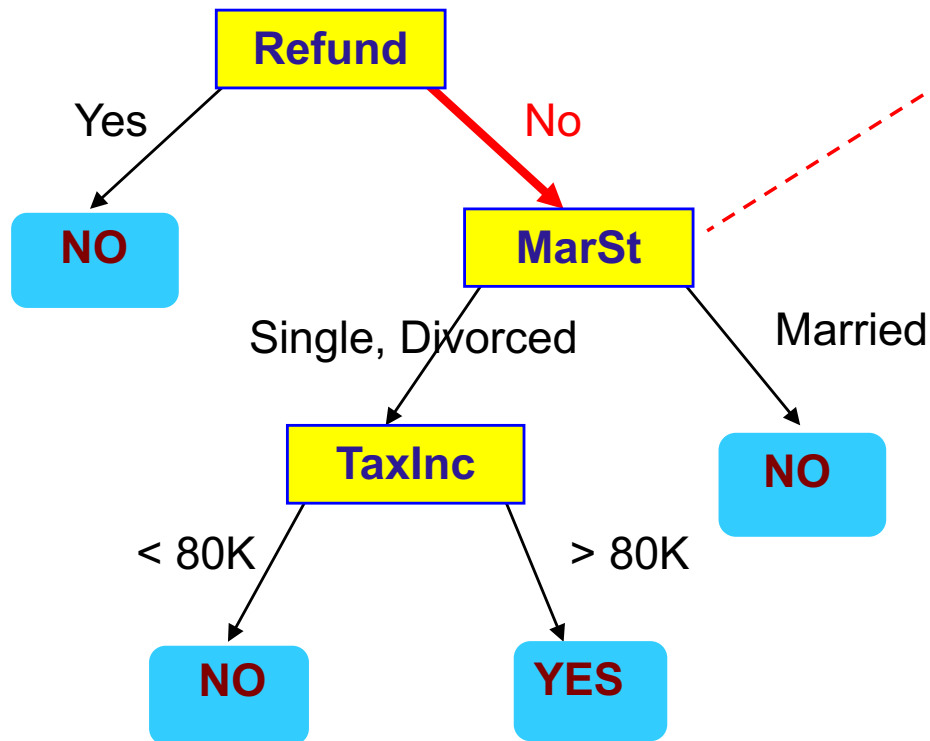 Refund
Yes
No
NO
MarSt
Single, Divorced
Married
TaxInc
NO
< 80K
> 80K
NO
YES